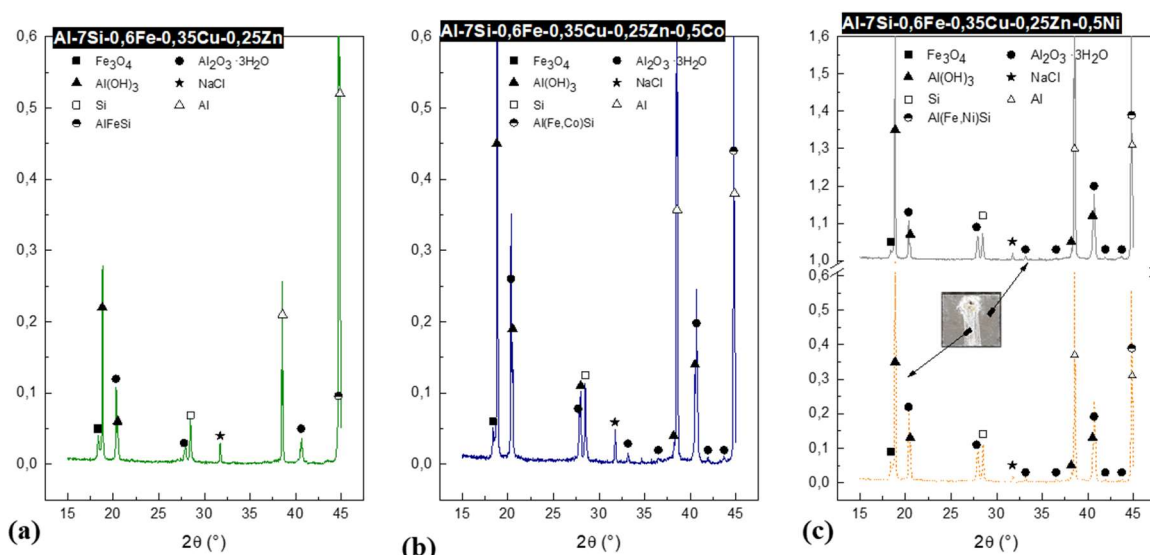 Al-7Si-0,6Fe-0,35Cu-0,25Zn
Fe₃O₄
Al₂O₃ ·3H₂O
Al(OH)₃
NaCl
Si
Al
AlFeSi
0,6
0,5
0,4
0,3
0,2
0,1
0,0
15 20 25 30 35 40 45
2θ (°)
(a)
Al-7Si-0,6Fe-0,35Cu-0,25Zn-0,5Co
Fe₃O₄
Al₂O₃ ·3H₂O
Al(OH)₃
NaCl
Si
Al
Al(Fe,Co)Si
0,6
0,5
0,4
0,3
0,2
0,1
0,0
15 20 25 30 35 40 45
2θ (°)
(b)
Al-7Si-0,6Fe-0,35Cu-0,25Zn-0,5Ni
Fe₃O₄
Al₂O₃ ·3H₂O
Al(OH)₃
NaCl
Si
Al
Al(Fe,Ni)Si
1,6
1,5
1,4
1,3
1,2
1,1
1,0
0,6
0,5
0,4
0,3
0,2
0,1
0,0
15 20 25 30 35 40 45
2θ (°)
(c)